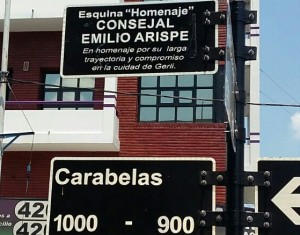 Esquina "Homenaje"
CONSEJAL
EMILIO ARISPE
En homenaje por su larga
trayectoria y compromiso
en la cuidad de Gerli.
Carabelas
1000 - 900
420
420